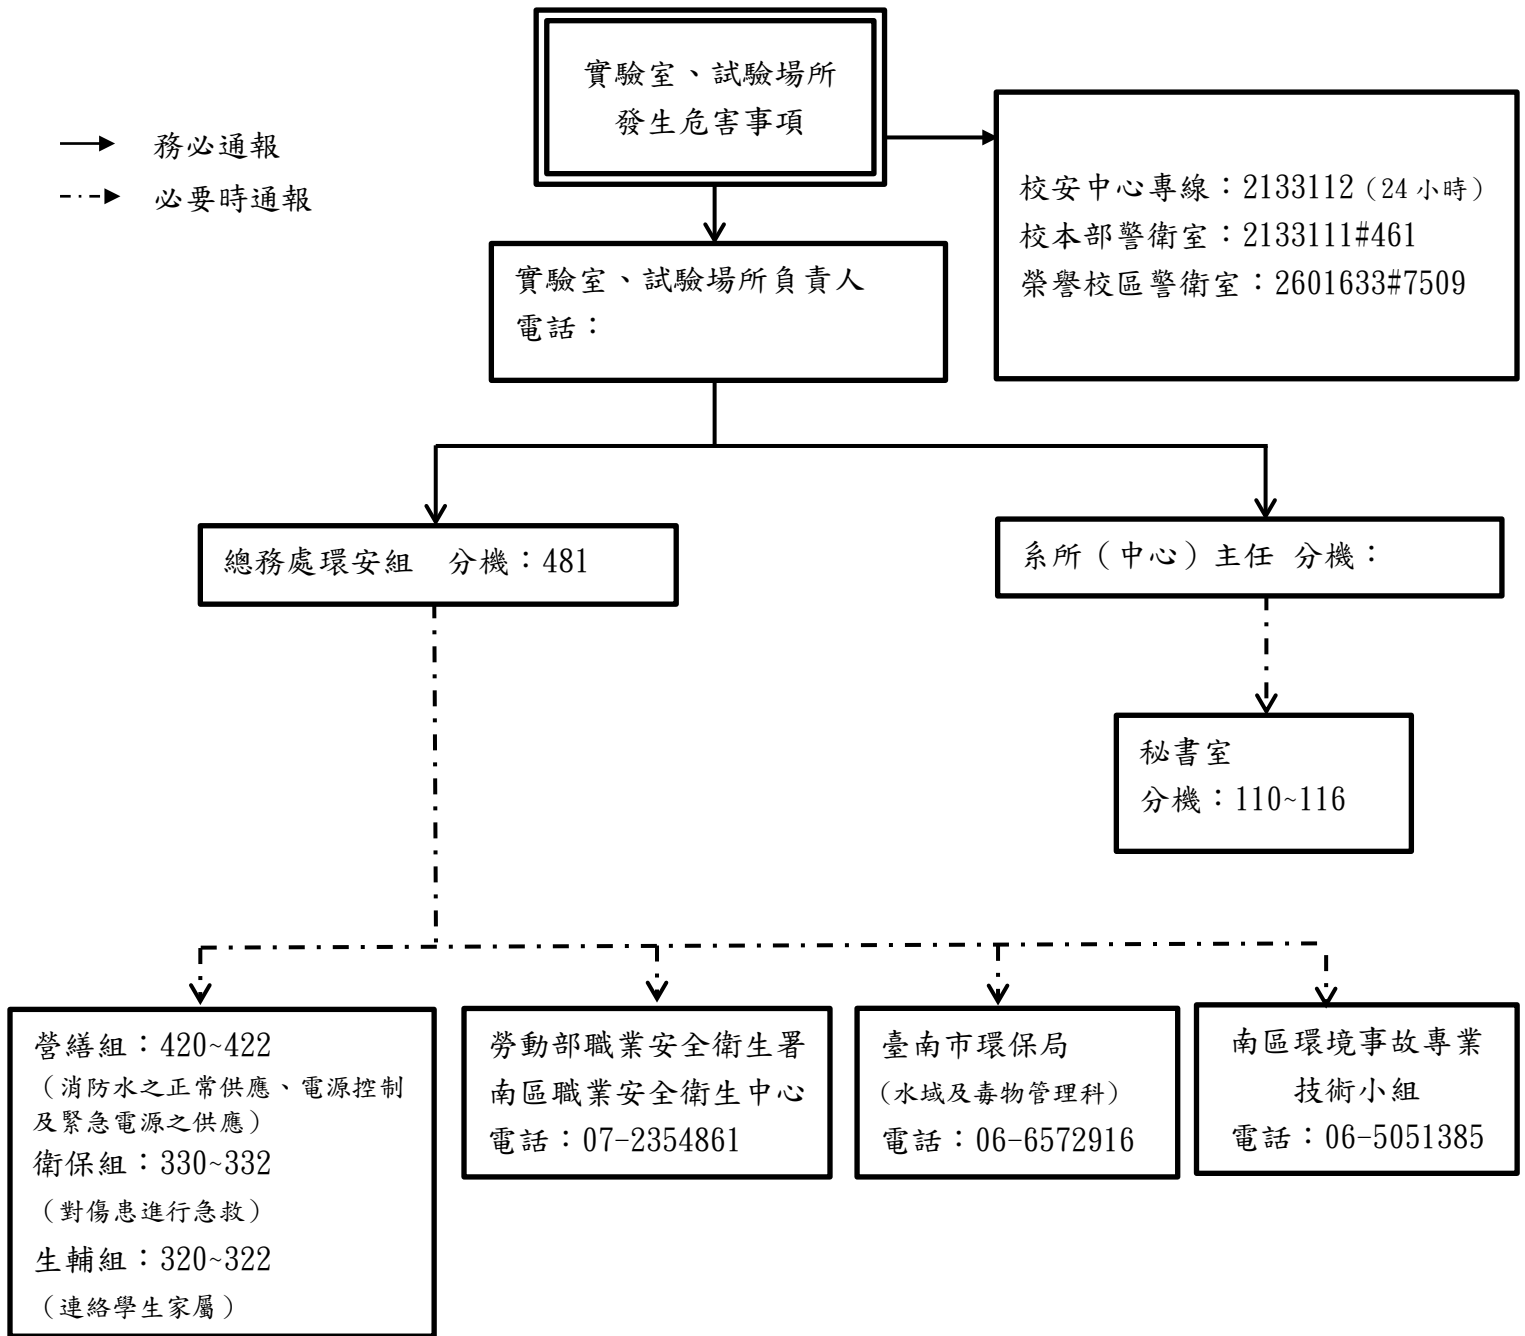 實驗室、試驗場所
發生危害事項
務必通報
必要時通報
校安中心專線：2133112（24 小時）
校本部警衛室：2133111#461
榮譽校區警衛室：2601633#7509
實驗室、試驗場所負責人
電話：
總務處環安組　分機：481
系所（中心）主任 分機：
秘書室
分機：110~116
營繕組：420~422
（消防水之正常供應、電源控制
及緊急電源之供應）
衛保組：330~332
（對傷患進行急救）
生輔組：320~322
（連絡學生家屬）
勞動部職業安全衛生署
南區職業安全衛生中心
電話：07-2354861
臺南市環保局
(水域及毒物管理科)
電話：06-6572916
南區環境事故專業
技術小組
電話：06-5051385